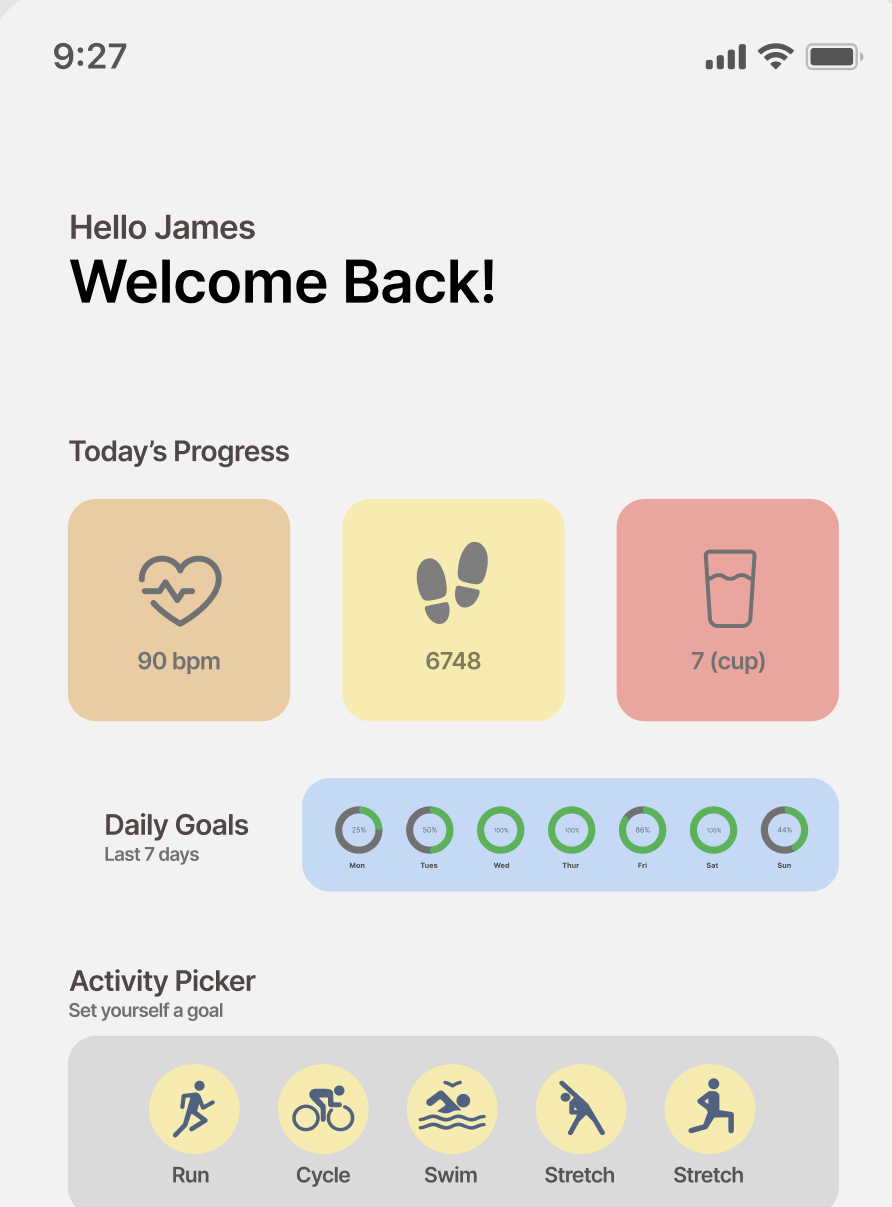 9:27
Hello James
Welcome Back!
Today’s Progress
90 bpm
6748
7 (cup)
Daily Goals
Last 7 days
25%
50%
100%
100%
86%
100%
44%
Mon
Tues
Wed
Thur
Fri
Sat
Sun
Activity Picker
Set yourself a goal
Run
Cycle
Swim
Stretch
Stretch